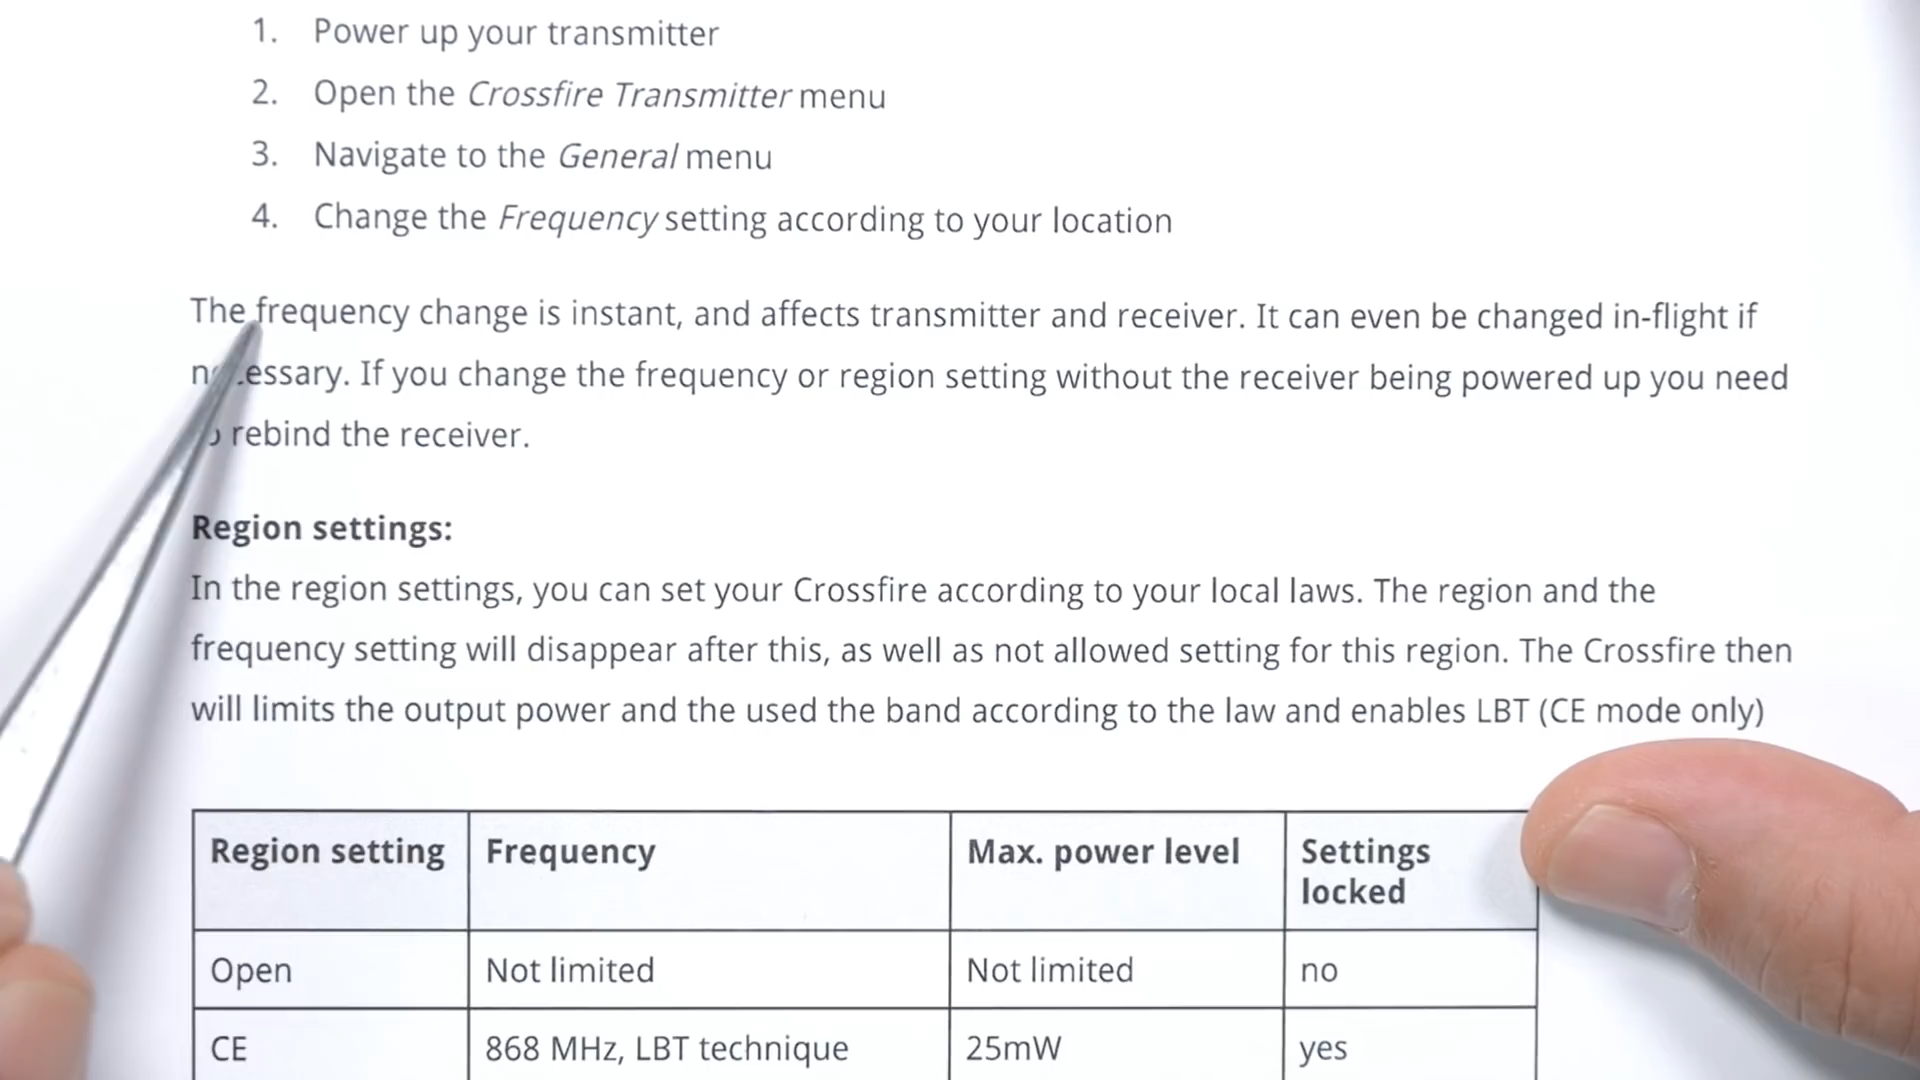 1. Power up your transmitter
2. Open the Crossfire Transmitter menu
3. Navigate to the General menu
4. Change the Frequency setting according to your location
The frequency change is instant, and affects transmitter and receiver. It can even be changed in-flight if
necessary. If you change the frequency or region setting without the receiver being powered up you need
rebind the receiver.
Region settings:
In the region settings, you can set your Crossfire according to your local laws. The region and the
frequency setting will disappear after this, as well as not allowed setting for this region. The Crossfire then
will limits the output power and the used the band according to the law and enables LBT (CE mode only)
Region setting Frequency Max. power level Settings locked
Open Not limited Not limited no
CE 868 MHz, LBT technique 25mW yes